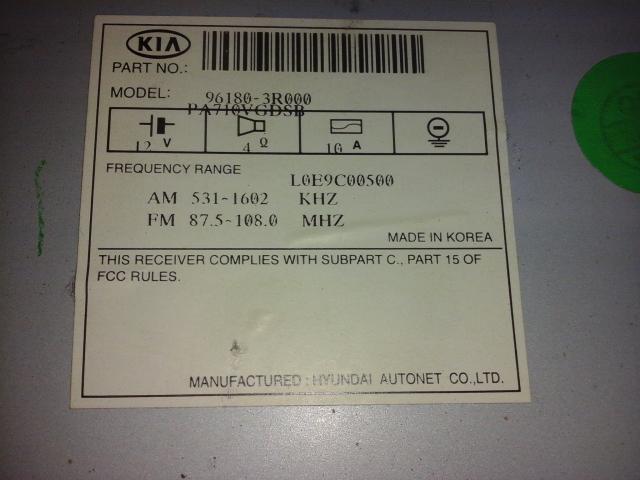 KIA
PART NO.:
MODEL: 96180-3R000
PA710VGDSB
12 V 4 Ω 10 A
FREQUENCY RANGE
L0E9C00500
AM 531~1602 KHZ
FM 87.5~108.0 MHZ
MADE IN KOREA
THIS RECEIVER COMPLIES WITH SUBPART C., PART 15 OF
FCC RULES.
MANUFACTURED : HYUNDAI AUTONET CO.,LTD.